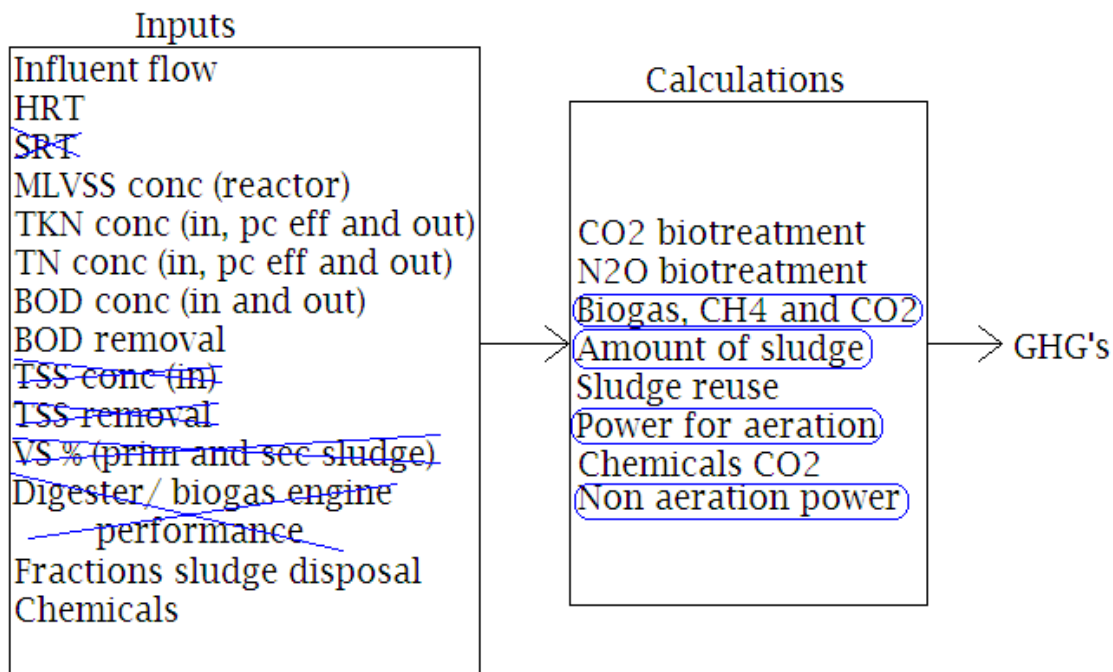 Inputs
Influent flow
HRT
SRT
MLVSS conc (reactor)
TKN conc (in, pc eff and out)
TN conc (in, pc eff and out)
BOD conc (in and out)
BOD removal
TSS conc (in)
TSS removal
VS % (prim and sec sludge)
Digester/ biogas engine
performance
Fractions sludge disposal
Chemicals
Calculations
CO2 biotreatment
N2O biotreatment
Biogas, CH4 and CO2
Amount of sludge
Sludge reuse
Power for aeration
Chemicals CO2
Non aeration power
GHG's